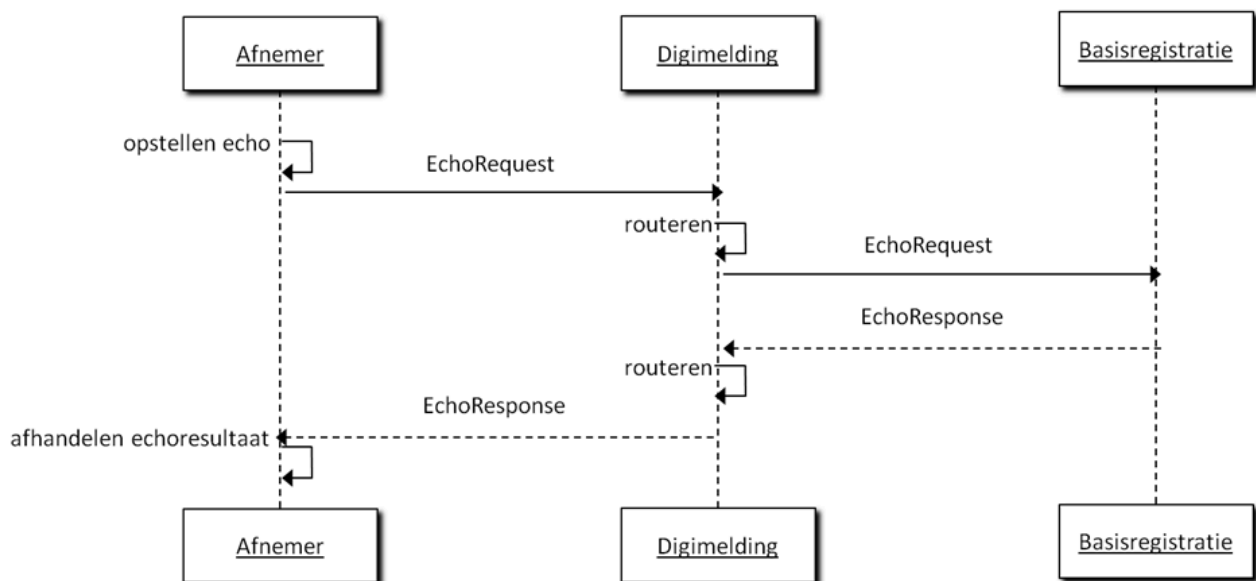 Afnemer
Digimelding
Basisregistratie
opstellen echo
EchoRequest
routeren
EchoRequest
EchoResponse
routeren
EchoResponse
afhandelen echoresultaat
Afnemer
Digimelding
Basisregistratie